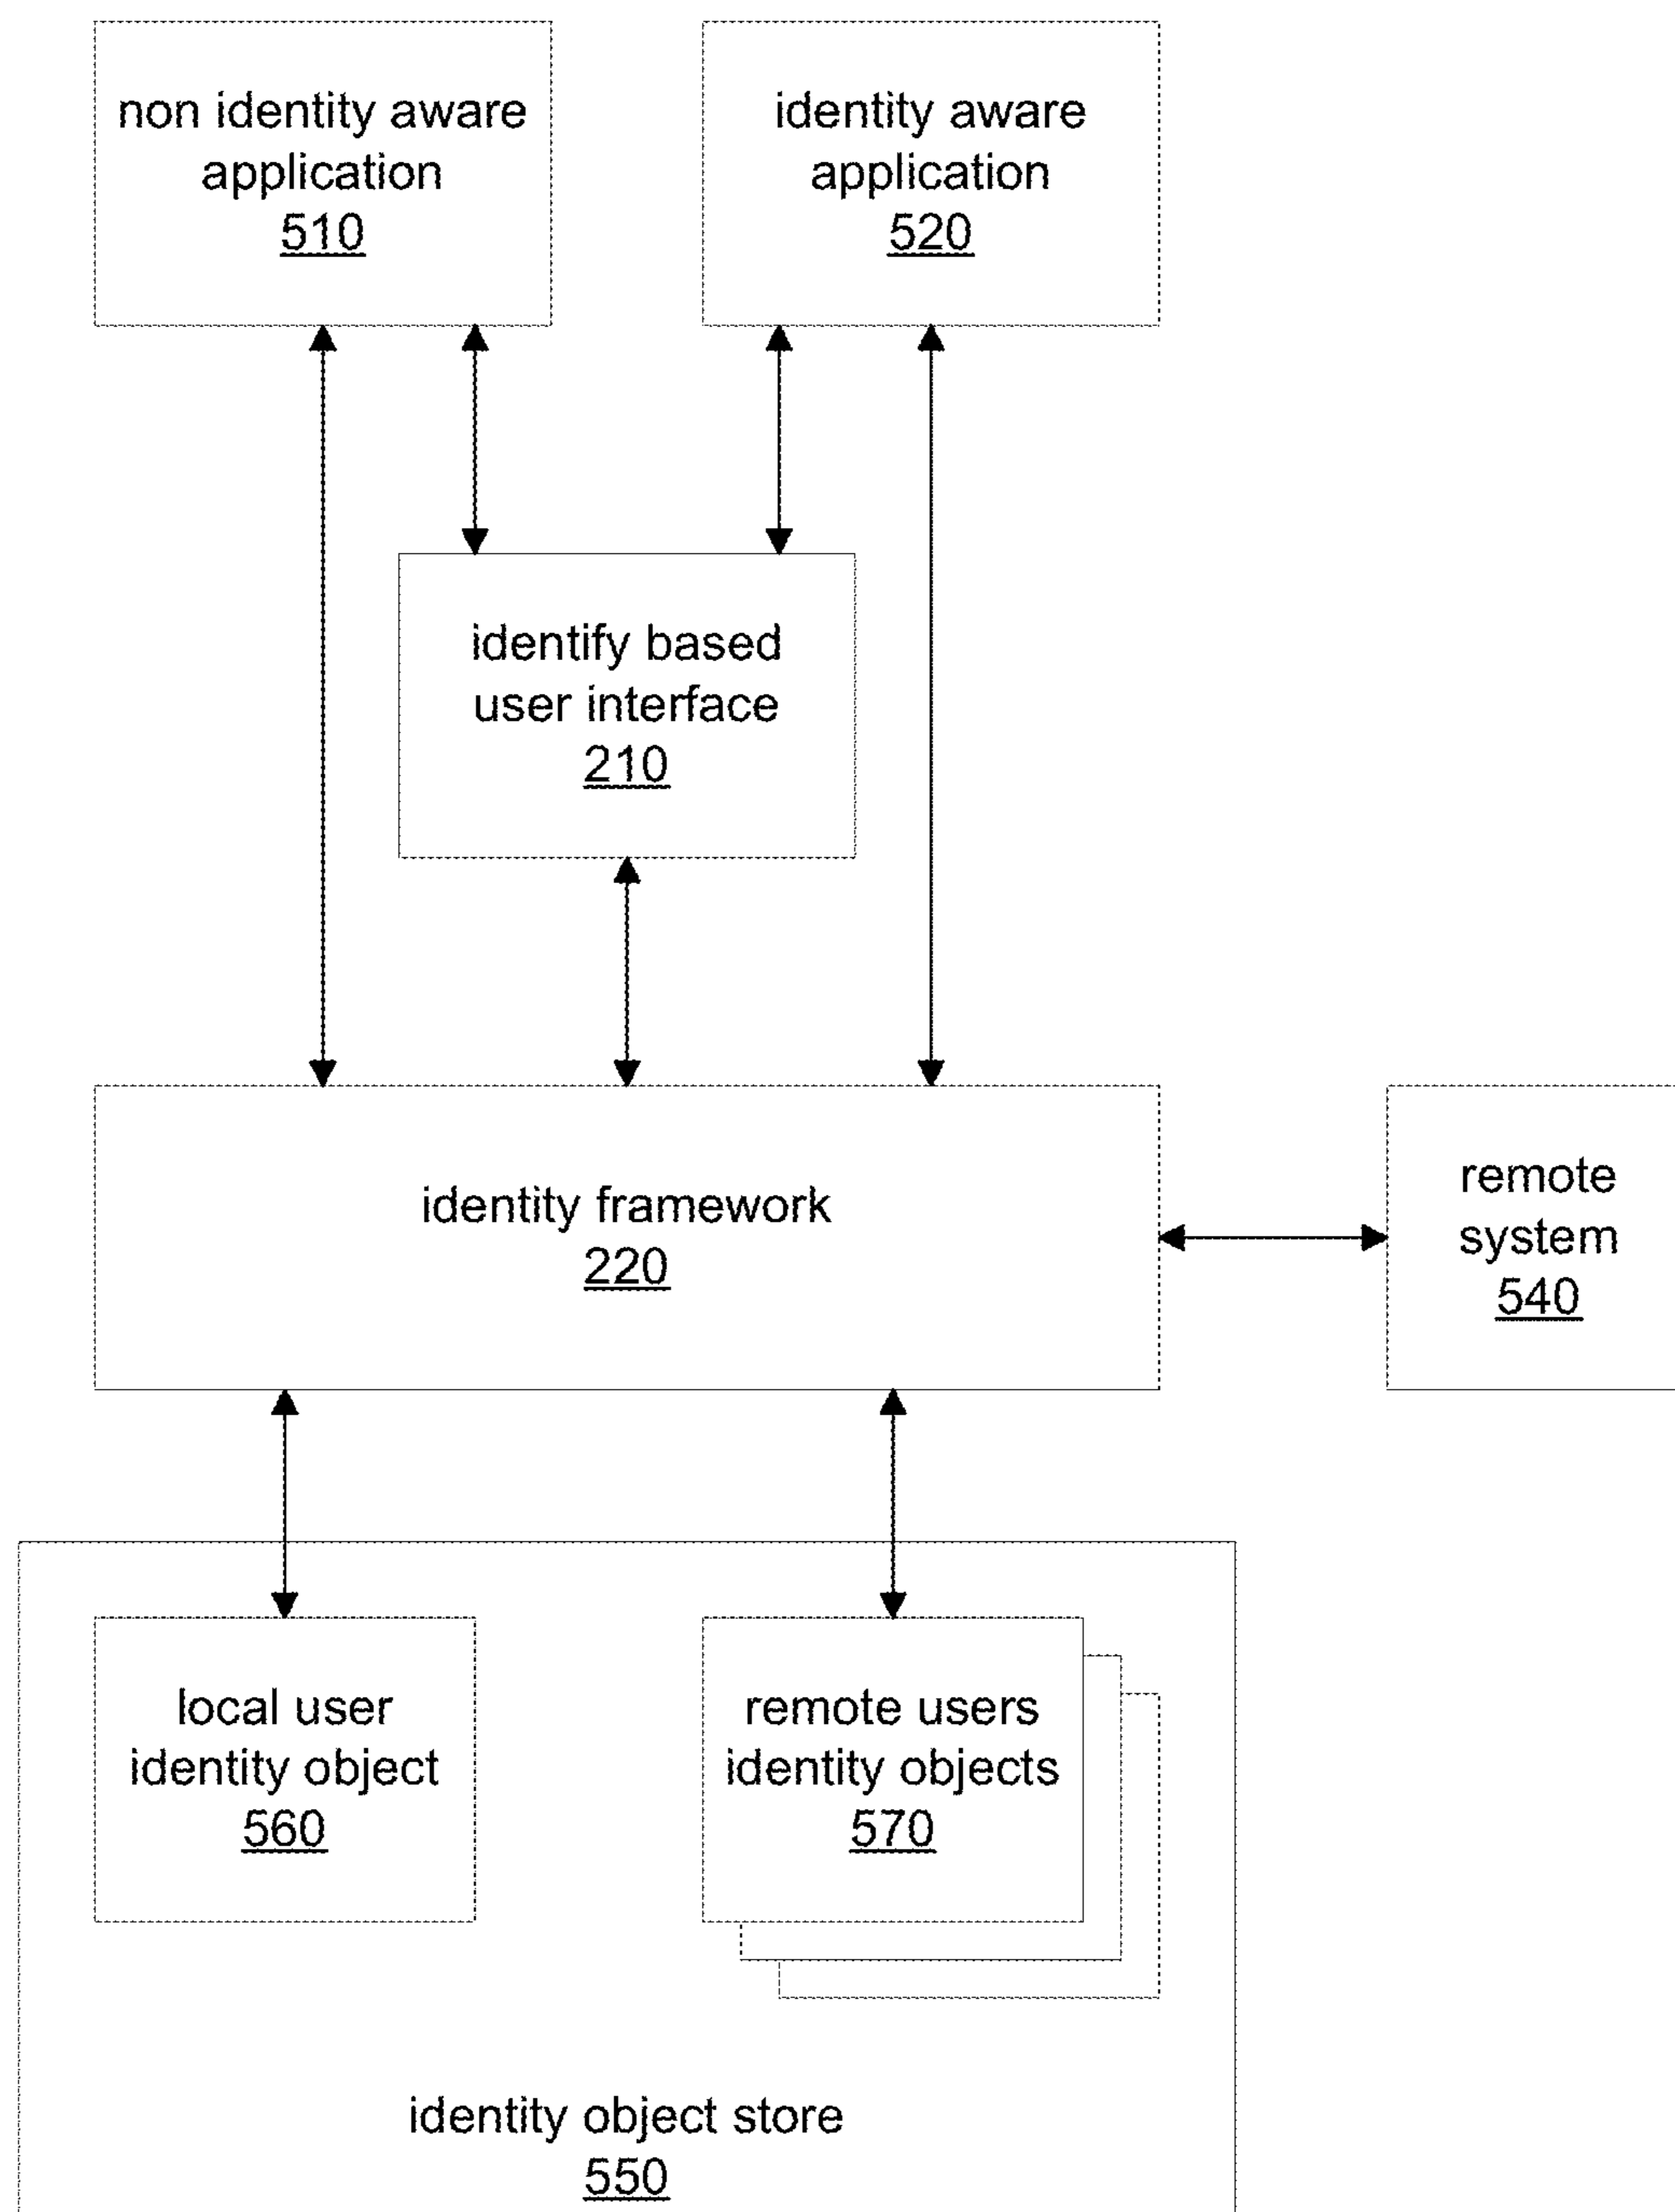 non identity aware
application
510
identity aware
application
520
identify based
user interface
210
identity framework
220
remote
system
540
local user
identity object
560
remote users
identity objects
570
identity object store
550